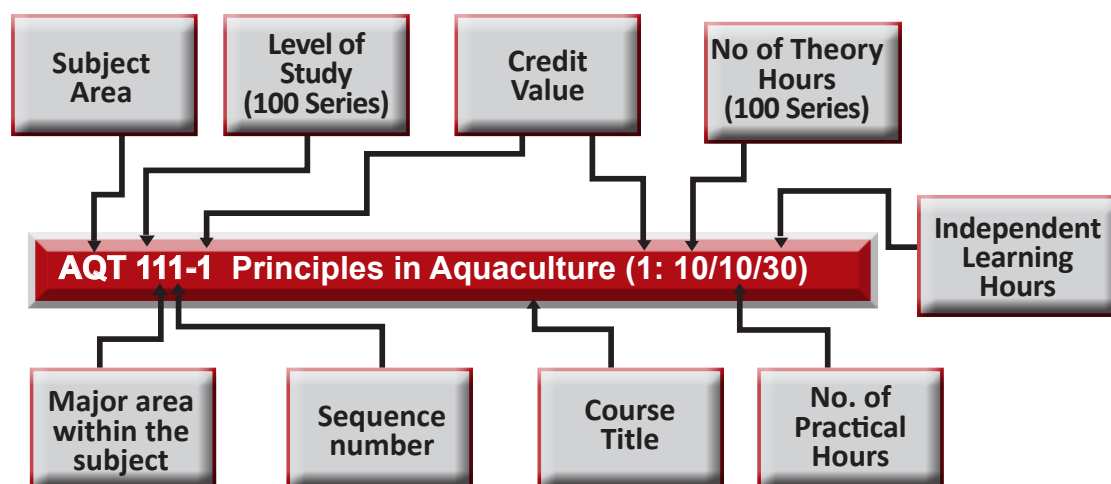 Subject
Area
Level of
Study
(100 Series)
Credit
Value
No of Theory
Hours
(100 Series)
Independent
Learning
Hours
AQT 111-1 Principles in Aquaculture (1: 10/10/30)
Major area
within the
subject
Sequence
number
Course
Title
No. of
Practical
Hours